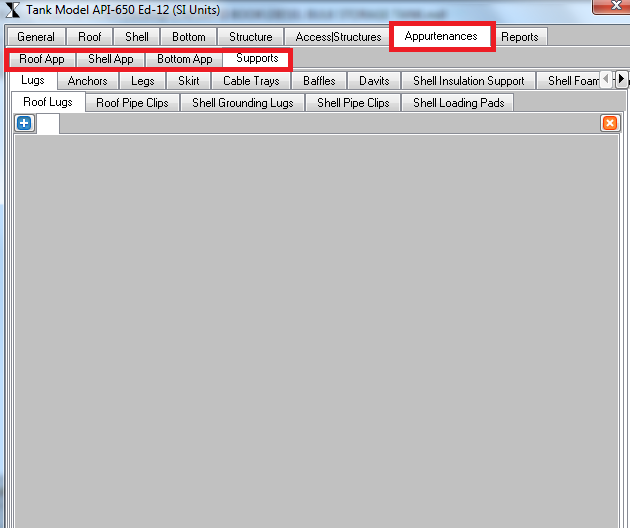 Tank Model API-650 Ed-12 (SI Units)
General Roof Shell Bottom Structure Access|Structures Appurtenances Reports
Roof App Shell App Bottom App Supports
Lugs Anchors Legs Skirt Cable Trays Baffles Davits Shell Insulation Support Shell Foam
Roof Lugs Roof Pipe Clips Shell Grounding Lugs Shell Pipe Clips Shell Loading Pads